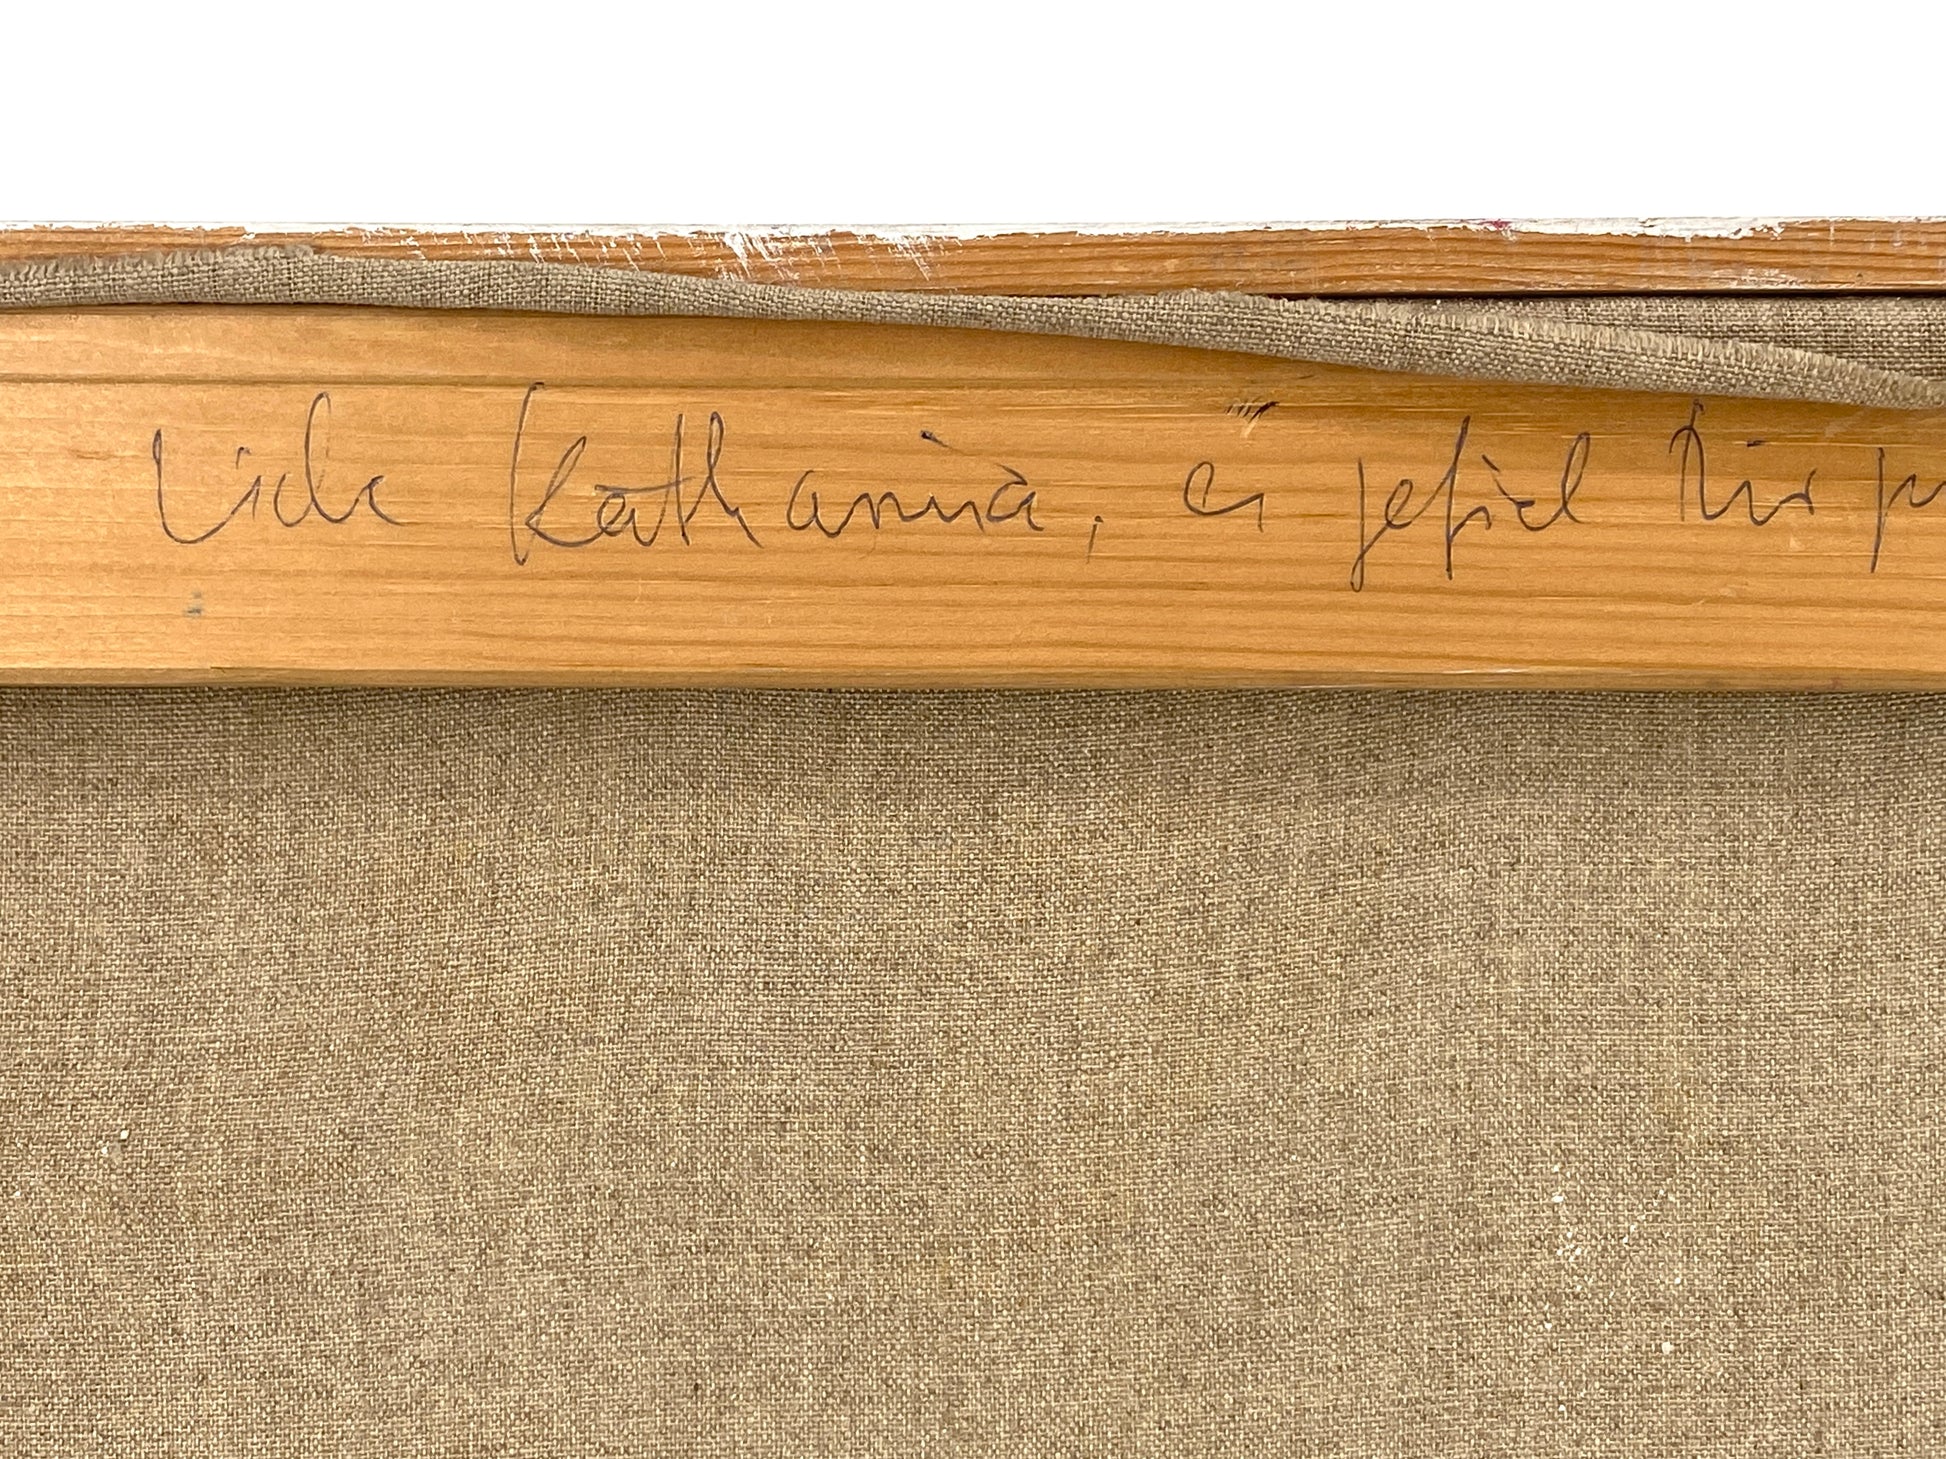 Liebe Katharina, es gefiel Dir